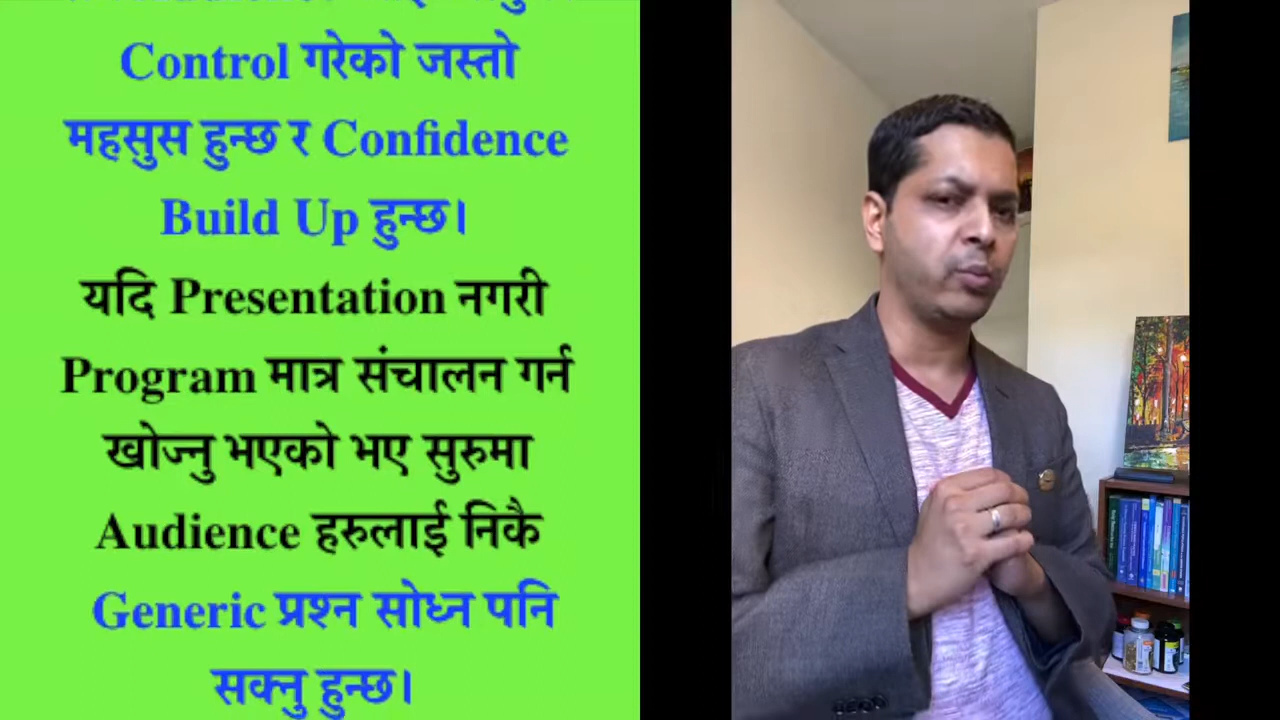 Control गरेको जस्तो
महसुस हुन्छ र Confidence
Build Up हुन्छ।
यदि Presentation नगरी
Program मात्र संचालन गर्न
खोज्नु भएको भए सुरुमा
Audience हरुलाई निकै
Generic प्रश्न सोध्न पनि
सक्नु हुन्छ।